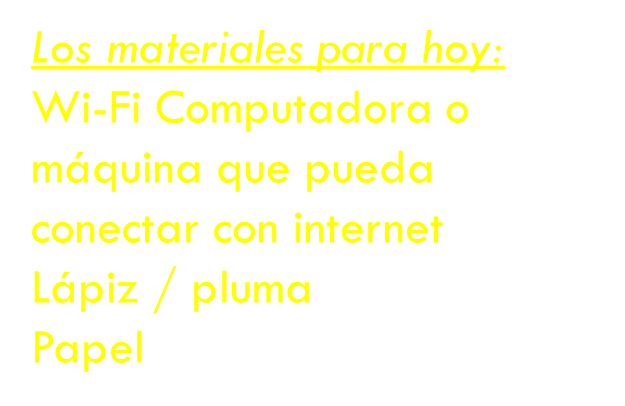 Los materiales para hoy:
Wi-Fi Computadora o
máquina que pueda
conectar con internet
Lápiz / pluma
Papel